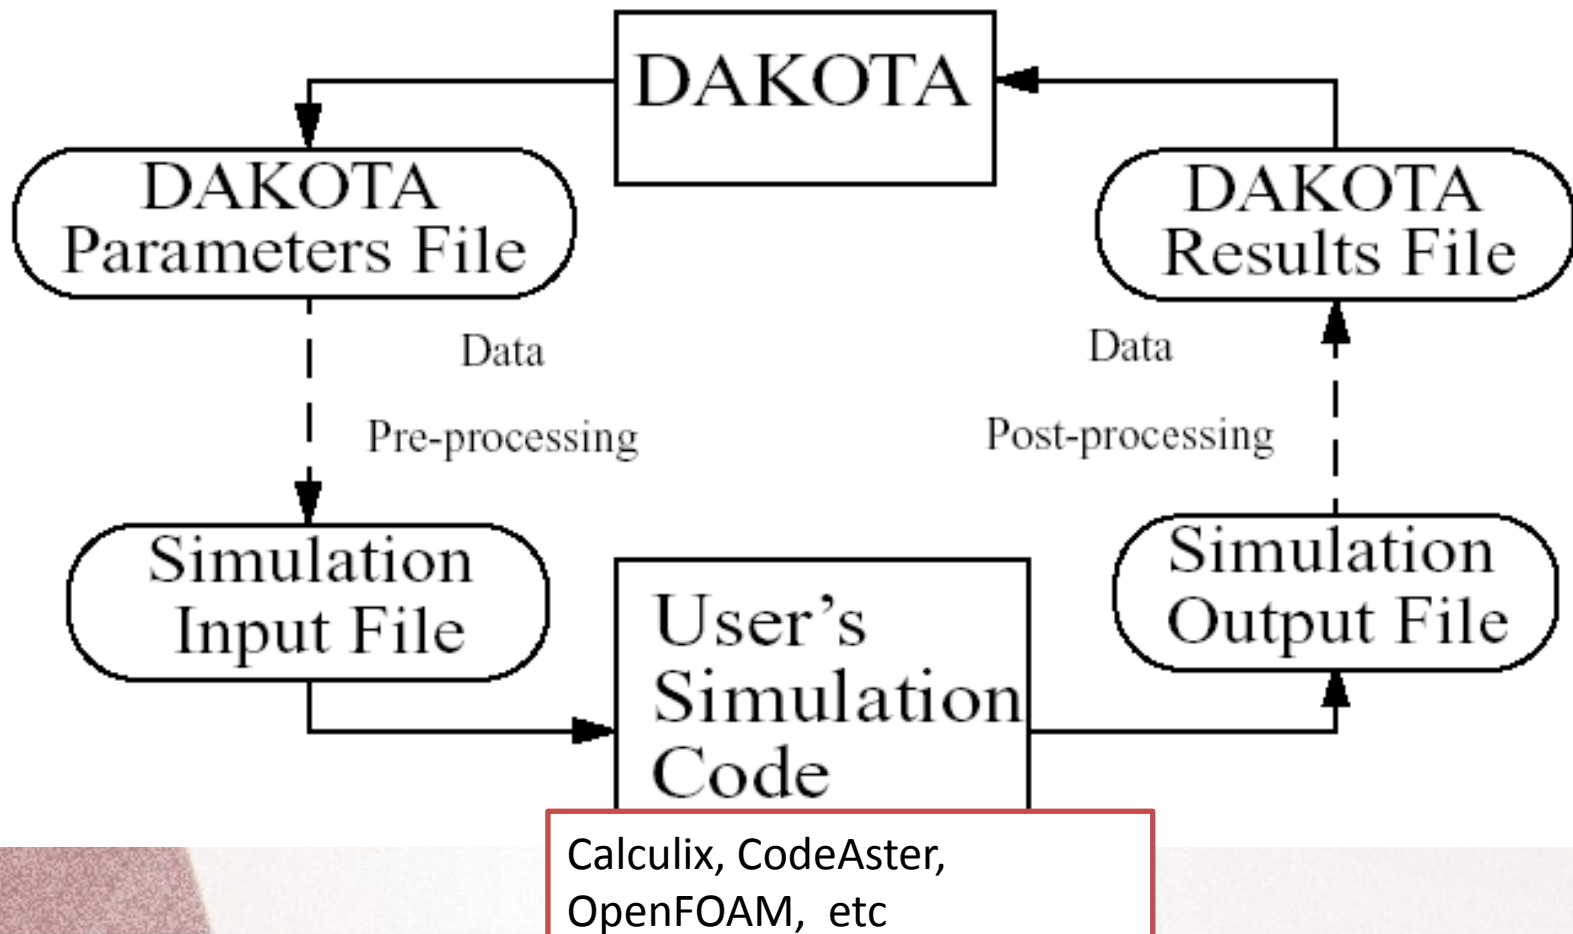 DAKOTA
DAKOTA
Parameters File
DAKOTA
Results File
Data
Pre-processing
Data
Post-processing
Simulation
Input File
User's
Simulation
Code
Simulation
Output File
Calculix, CodeAster,
OpenFOAM, etc